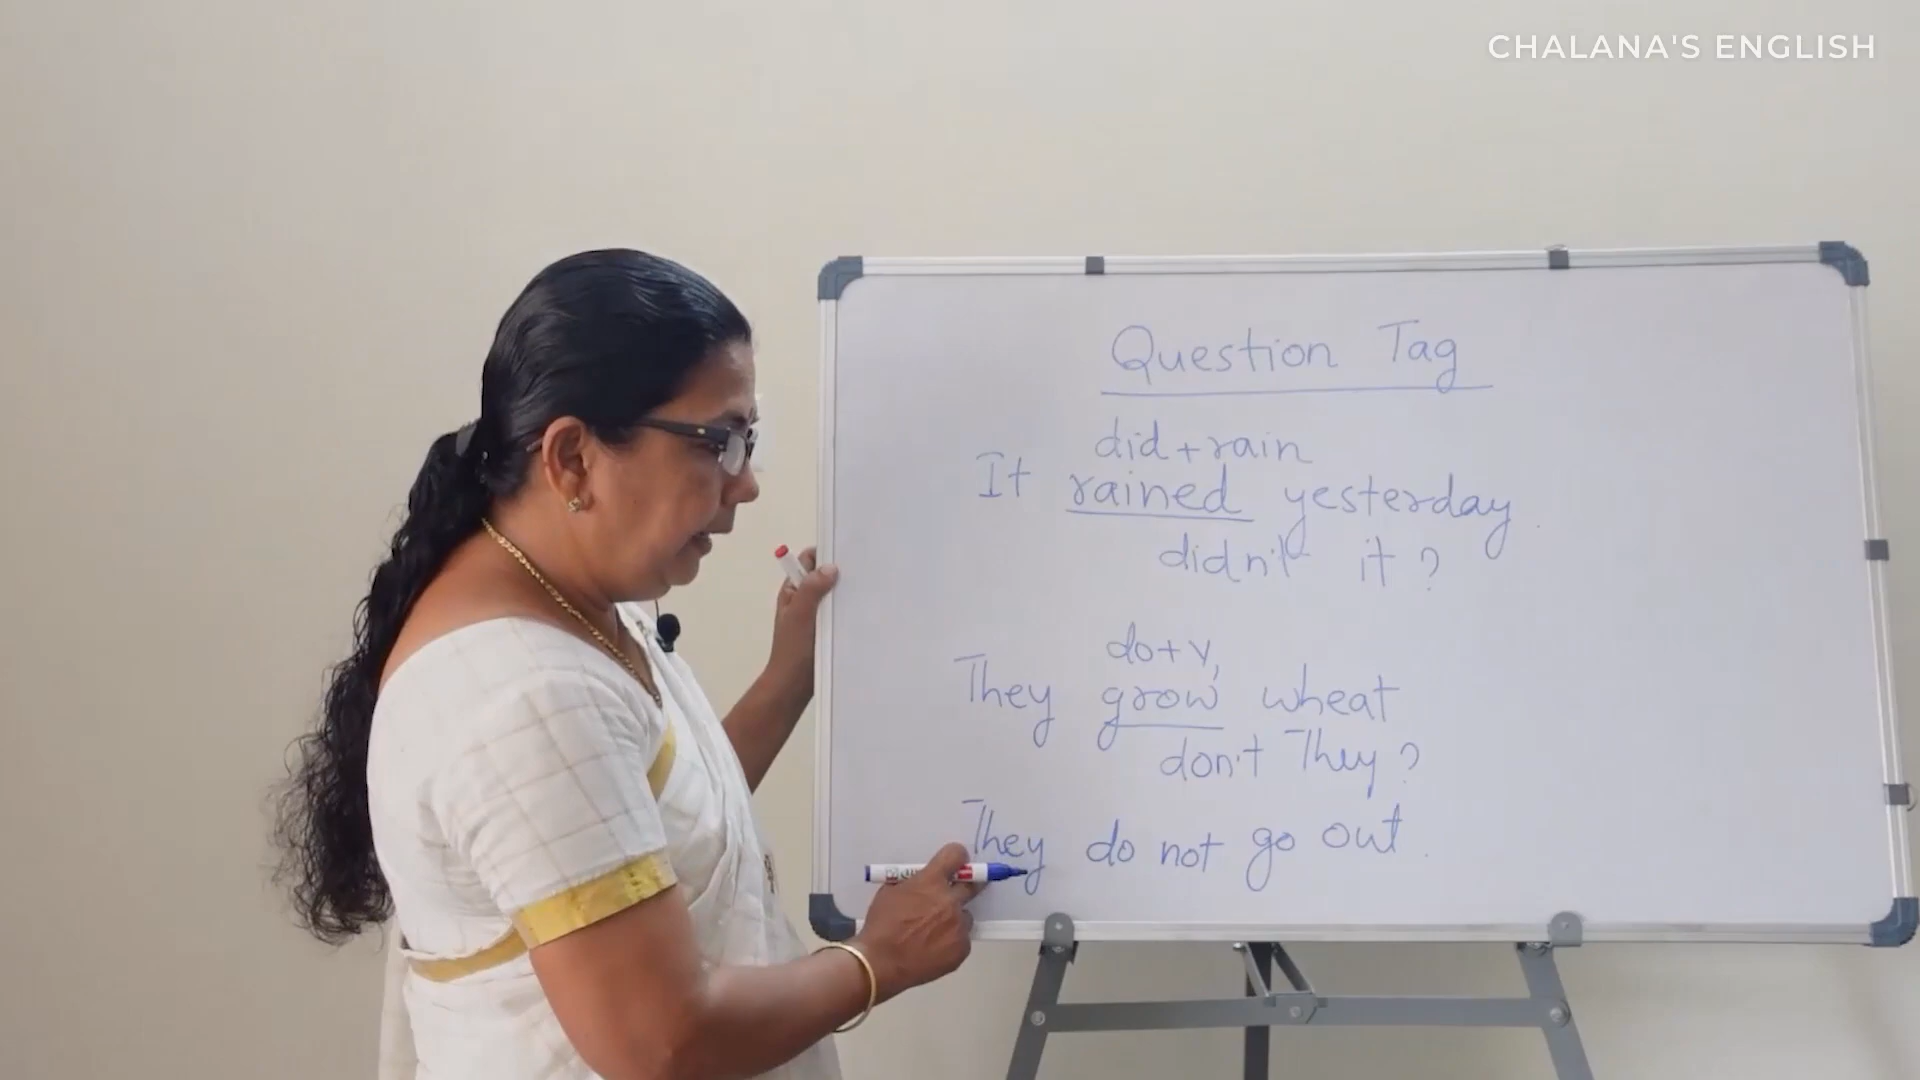 CHALANA'S ENGLISH
Question Tag
did + rain
It rained yesterday.
didn't it?
do + V₁
They grow wheat
don't They?
They do not go out.